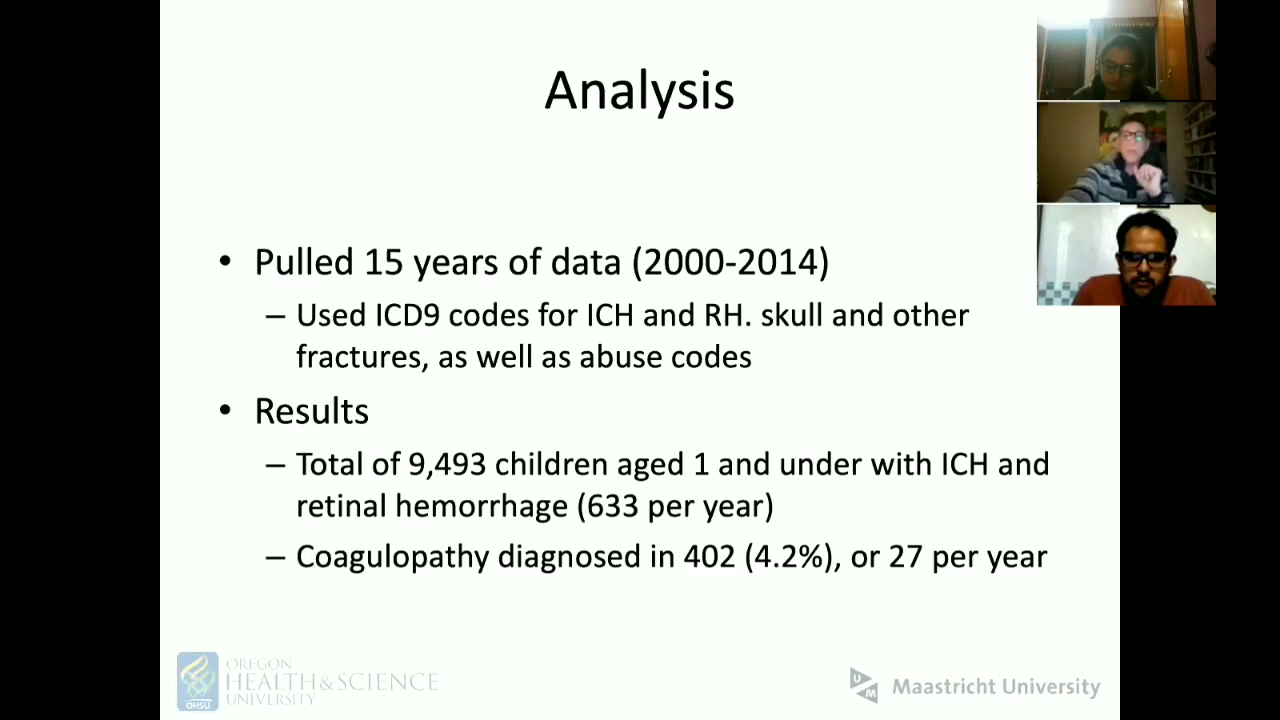 Analysis
• Pulled 15 years of data (2000-2014)
– Used ICD9 codes for ICH and RH. skull and other
fractures, as well as abuse codes
• Results
– Total of 9,493 children aged 1 and under with ICH and
retinal hemorrhage (633 per year)
– Coagulopathy diagnosed in 402 (4.2%), or 27 per year
OHSU
OREGON
HEALTH & SCIENCE
UNIVERSITY
U M
Maastricht University